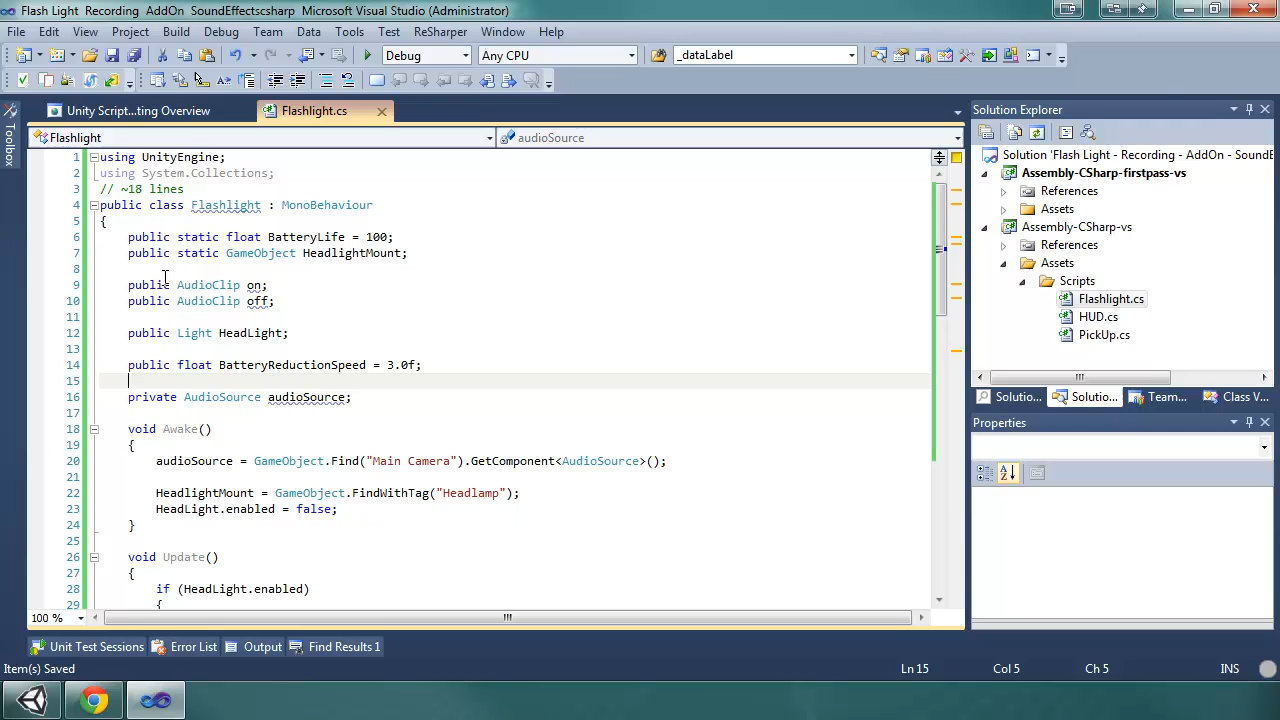 Flash Light Recording AddOn SoundEffectscsharp Microsoft Visual Studio (Administrator)
File Edit View Project Build Debug Team Data Tools Test ReSharper Window Help
Debug Any CPU _dataLabel
Unity Script...ting Overview Flashlight.cs
Flashlight audioSource
Toolbox
1 using UnityEngine;
2 using System.Collections;
3 // ~18 lines
4 public class Flashlight : MonoBehaviour
5 {
6 public static float BatteryLife = 100;
7 public static GameObject HeadlightMount;
8
9 public AudioClip on;
10 public AudioClip off;
11
12 public Light HeadLight;
13
14 public float BatteryReductionSpeed = 3.0f;
15
16 private AudioSource audioSource;
17
18 void Awake()
19 {
20 audioSource = GameObject.Find("Main Camera").GetComponent<AudioSource>();
21
22 HeadlightMount = GameObject.FindWithTag("Headlamp");
23 HeadLight.enabled = false;
24 }
25
26 void Update()
27 {
28 if (HeadLight.enabled)
29 {
100 %
Solution Explorer
Solution 'Flash Light - Recording - AddOn - SoundE
Assembly-CSharp-firstpass-vs
References
Assets
Assembly-CSharp-vs
References
Assets
Scripts
Flashlight.cs
HUD.cs
PickUp.cs
Solutio... Solutio... Team... Class V...
Properties
Unit Test Sessions Error List Output Find Results 1
Item(s) Saved Ln 15 Col 5 Ch 5 INS